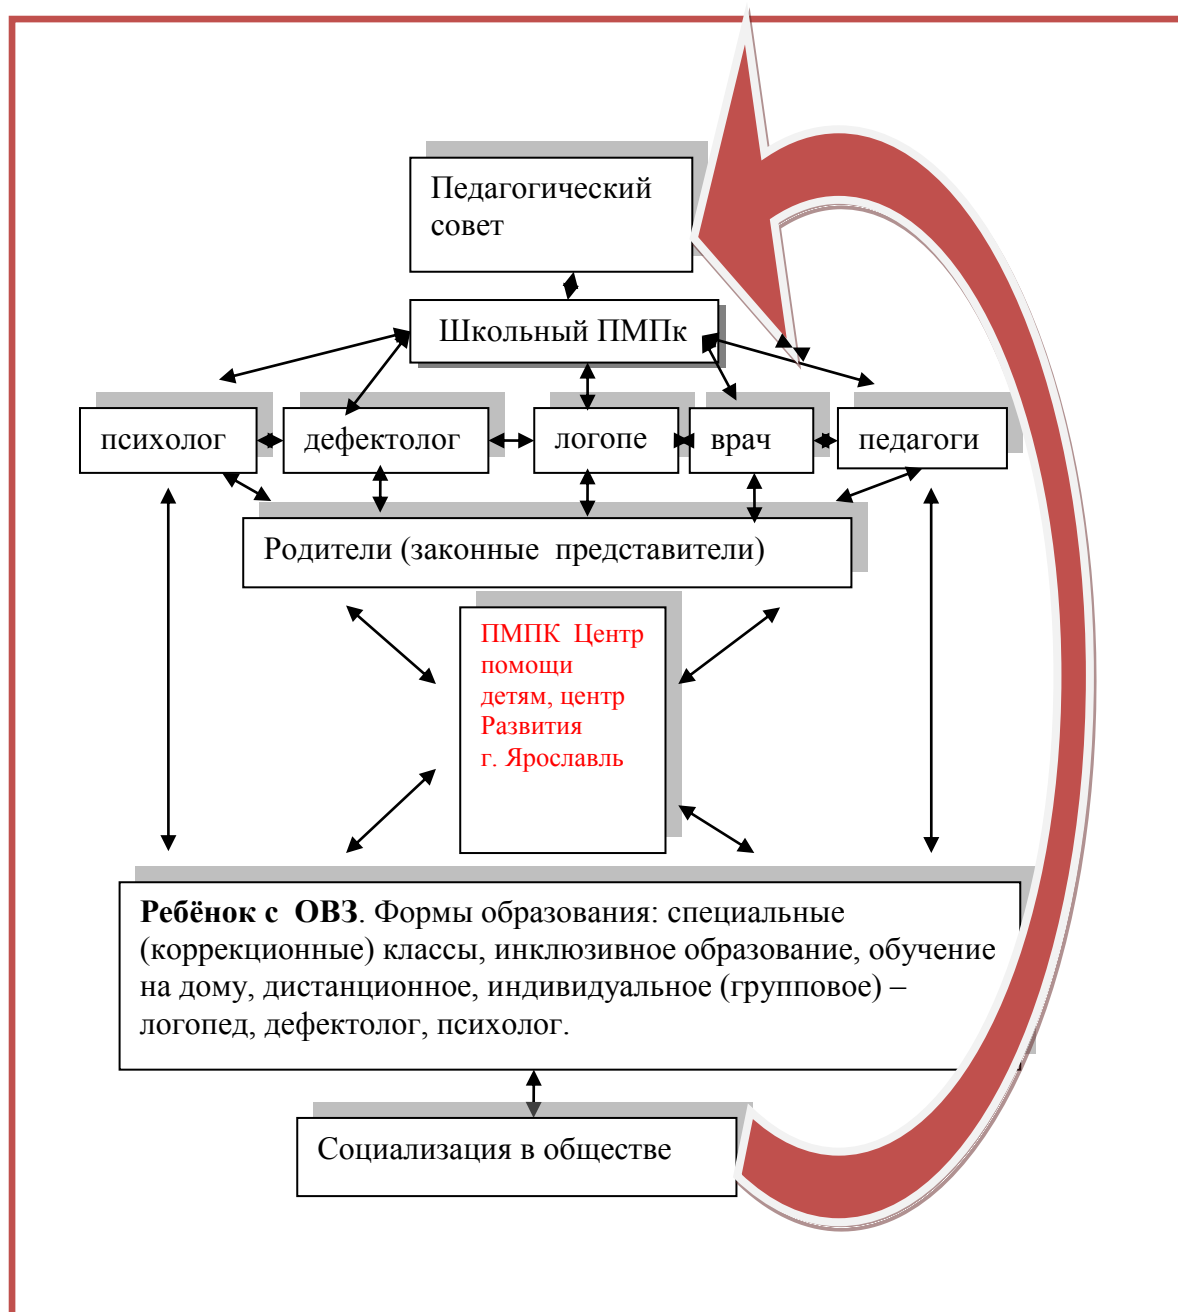 Педагогический
совет
Школьный ПМПк
психолог
дефектолог
логопе
врач
педагоги
Родители (законные представители)
ПМПК Центр
помощи
детям, центр
Развития
г. Ярославль
Ребёнок с ОВЗ. Формы образования: специальные
(коррекционные) классы, инклюзивное образование, обучение
на дому, дистанционное, индивидуальное (групповое) –
логопед, дефектолог, психолог.
Социализация в обществе